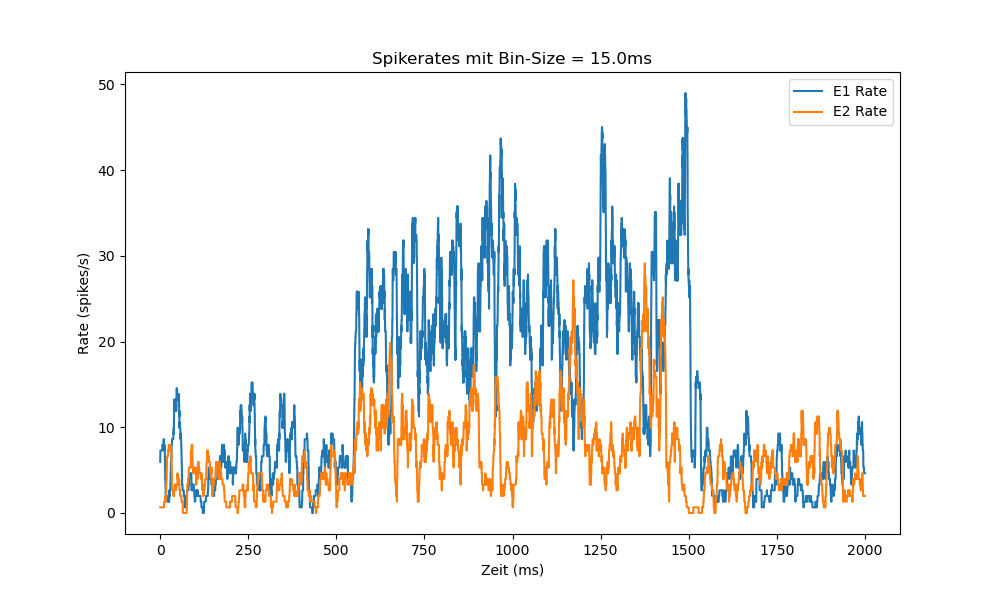 Spikerates mit Bin-Size = 15.0ms
E1 Rate
E2 Rate
50
40
30
20
10
0
Rate (spikes/s)
0 250 500 750 1000 1250 1500 1750 2000
Zeit (ms)